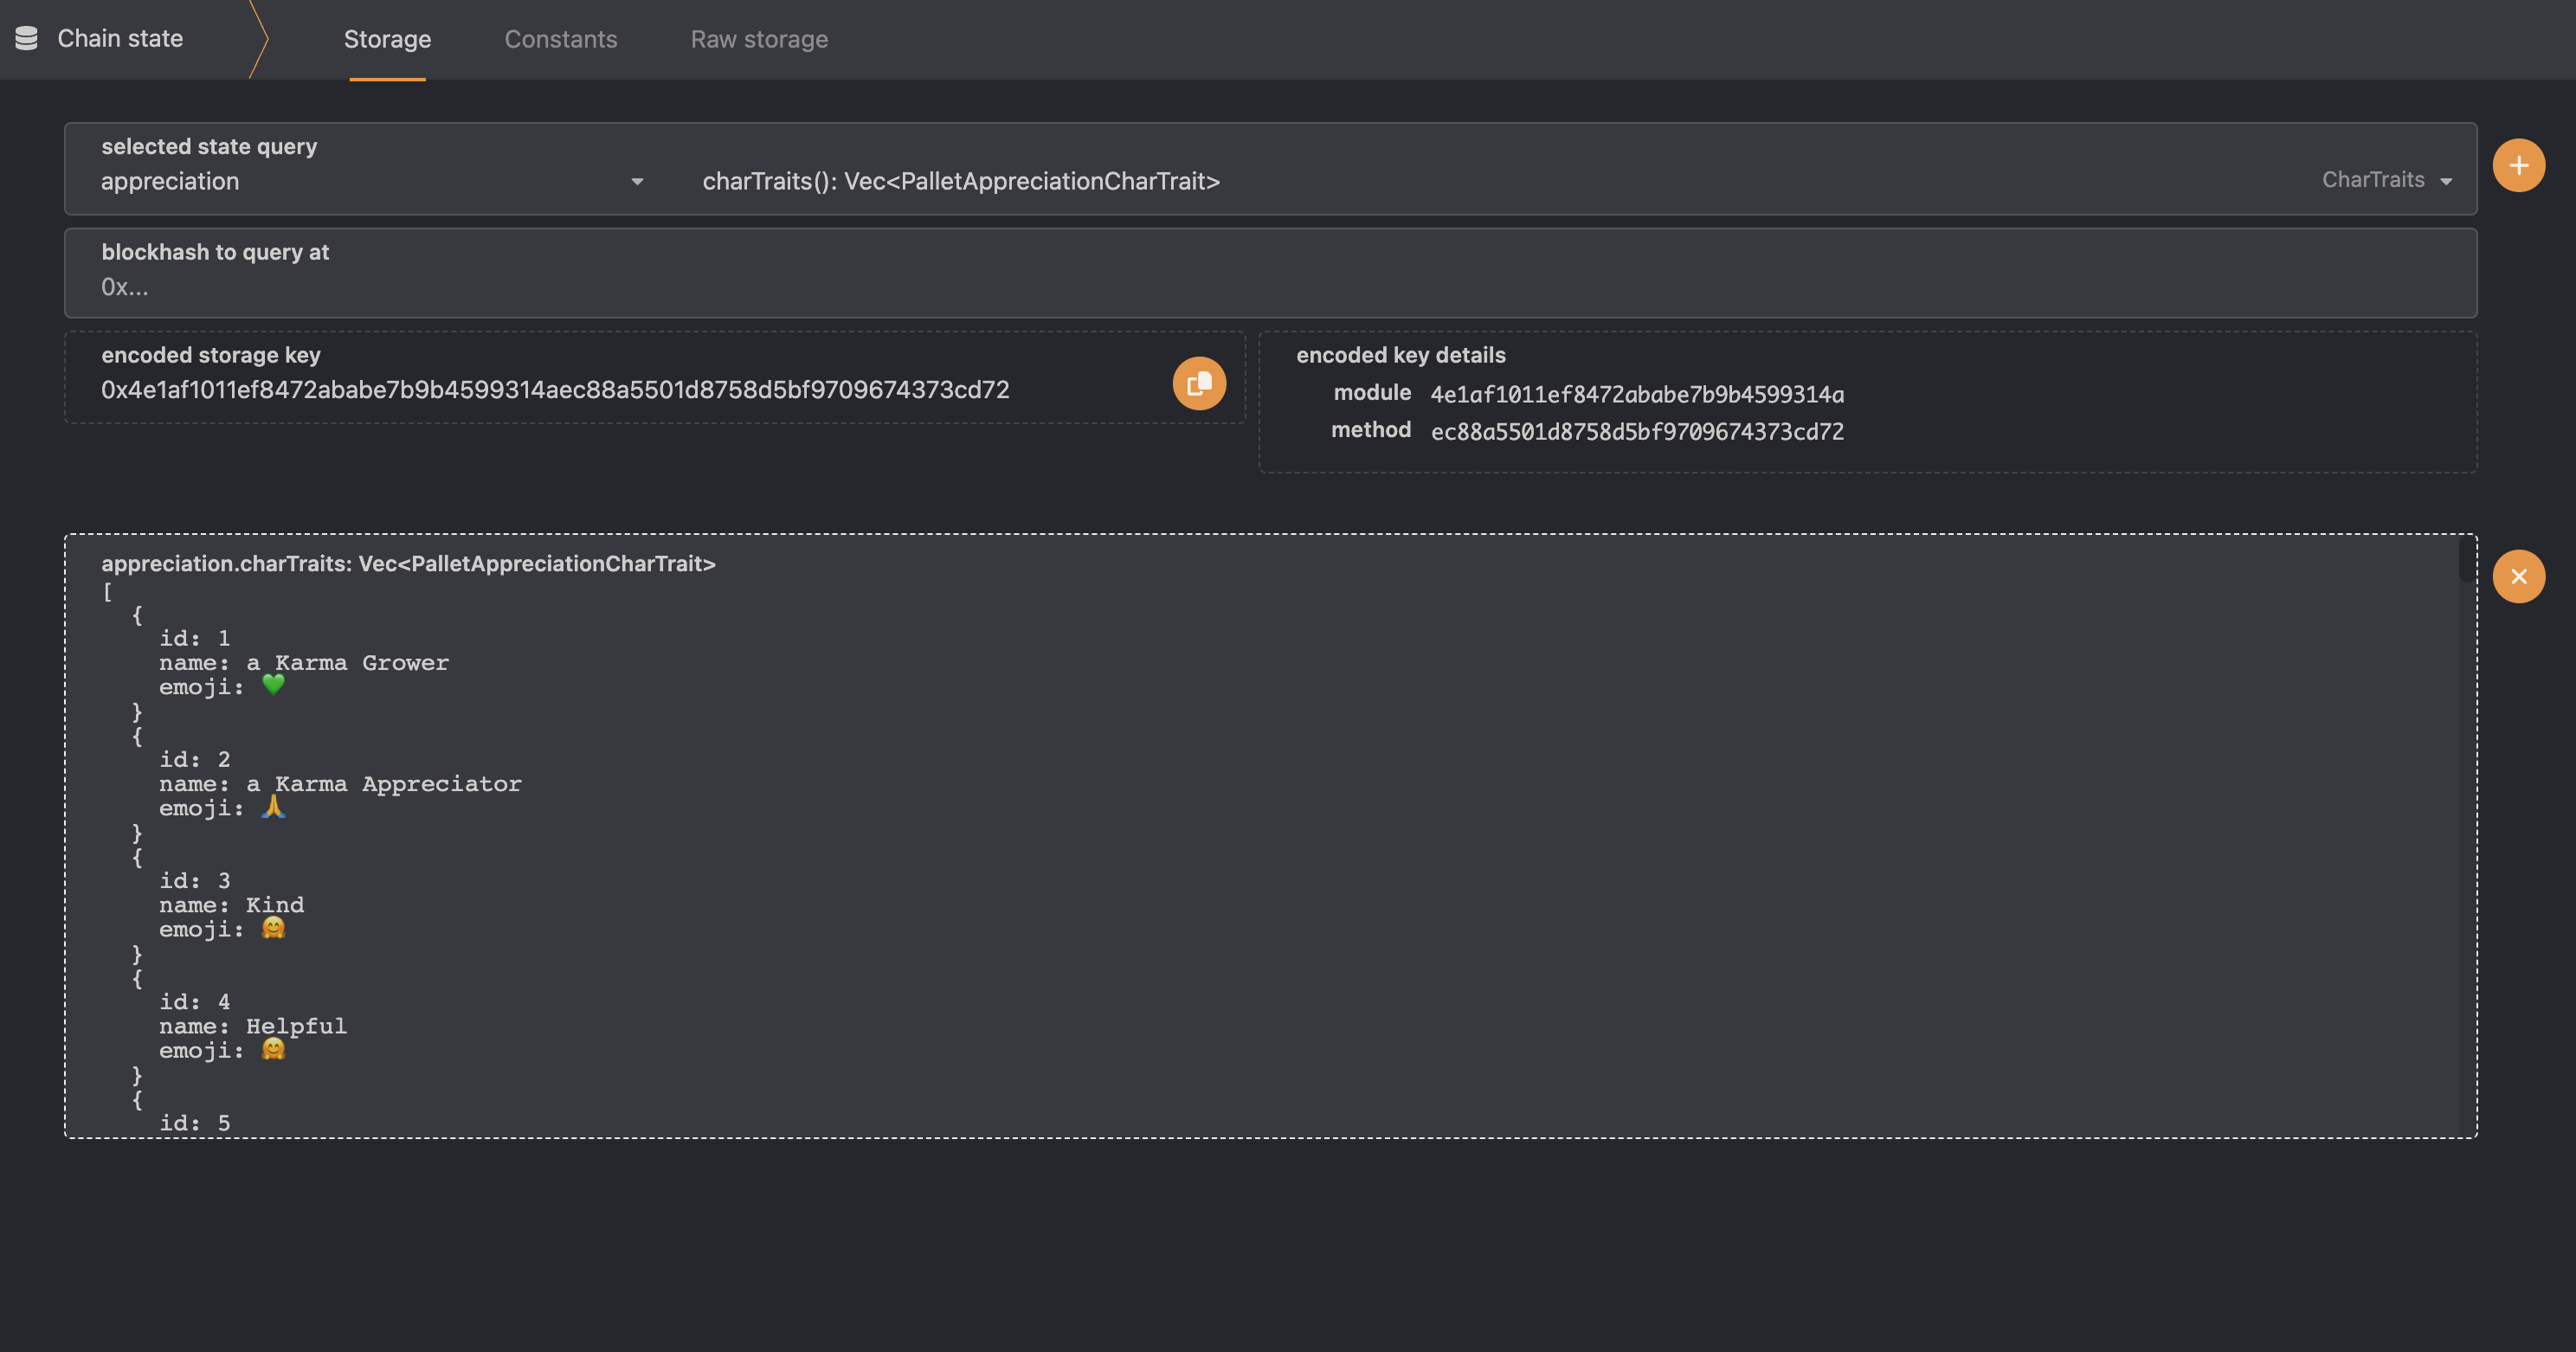 Chain state
Storage
Constants
Raw storage
selected state query
appreciation
charTraits(): Vec<PalletAppreciationCharTrait>
CharTraits
blockhash to query at
0x...
encoded storage key
0x4e1af1011ef8472ababe7b9b4599314aec88a5501d8758d5bf9709674373cd72
encoded key details
module 4e1af1011ef8472ababe7b9b4599314a
method ec88a5501d8758d5bf9709674373cd72
appreciation.charTraits: Vec<PalletAppreciationCharTrait>
[
{
id: 1
name: a Karma Grower
emoji: 💚
}
{
id: 2
name: a Karma Appreciator
emoji: 🙏
}
{
id: 3
name: Kind
emoji: 🤗
}
{
id: 4
name: Helpful
emoji: 🤗
}
{
id: 5